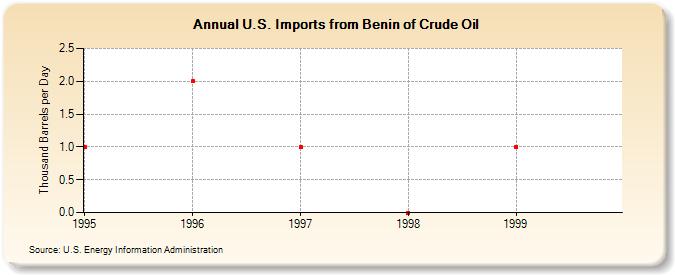 Annual U.S. Imports from Benin of Crude Oil
Thousand Barrels per Day
2.5
2.0
1.5
1.0
0.5
0.0
1995 1996 1997 1998 1999
Source: U.S. Energy Information Administration